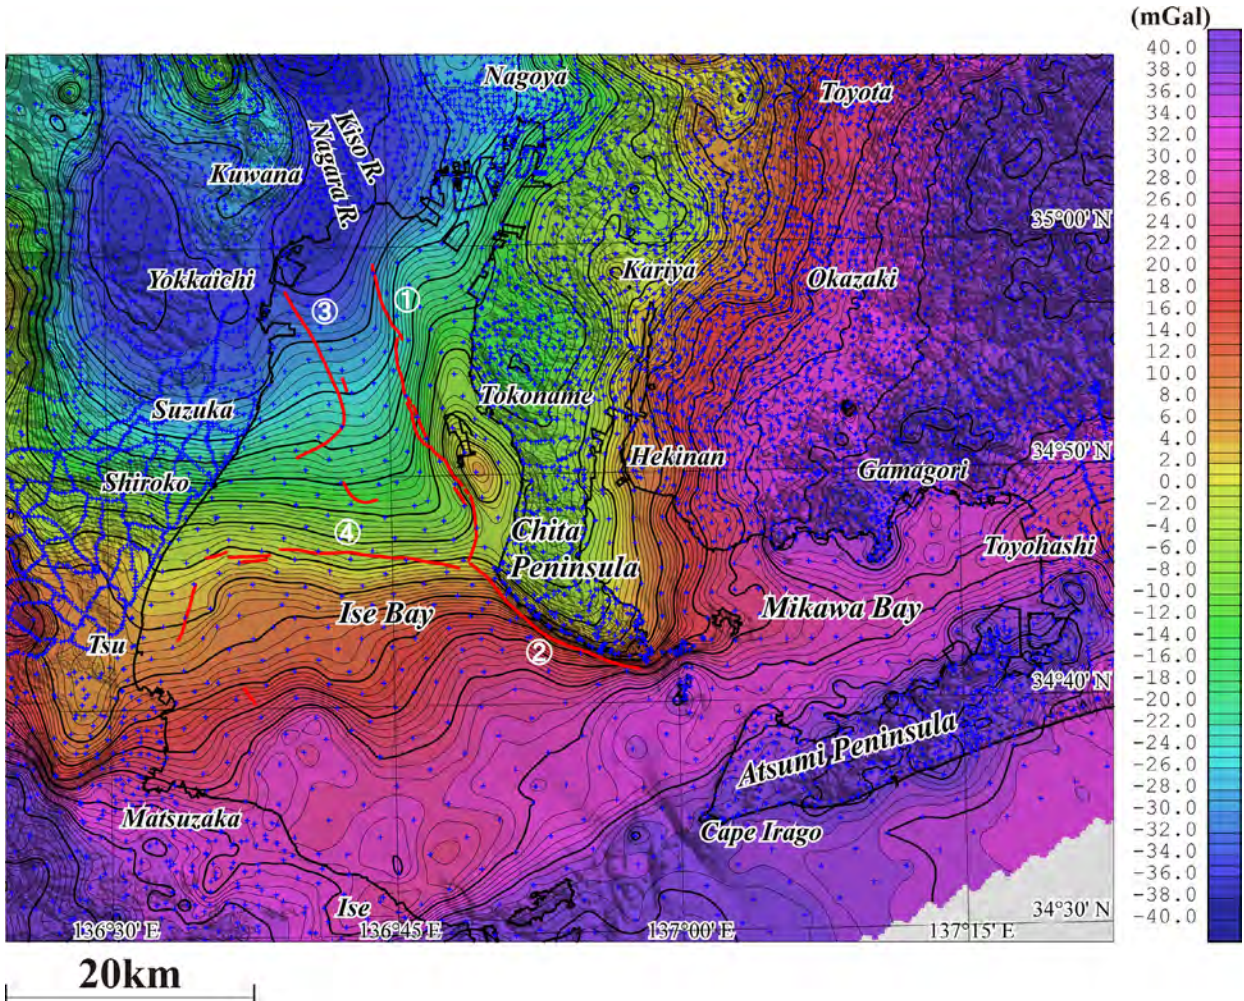 (mGal)
40.0
38.0
36.0
34.0
32.0
30.0
28.0
26.0
24.0
22.0
20.0
18.0
16.0
14.0
12.0
10.0
8.0
6.0
4.0
2.0
0.0
-2.0
-4.0
-6.0
-8.0
-10.0
-12.0
-14.0
-16.0
-18.0
-20.0
-22.0
-24.0
-26.0
-28.0
-30.0
-32.0
-34.0
-36.0
-38.0
-40.0
Nagoya
Toyota
Kiso R.
Nagara R.
Kuwana
35°00' N
Yokkaichi
Kariya
Okazaki
③
①
Tokoname
Suzuka
Hekinan
34°50' N
Gamagori
Shiroko
④
Chita
Peninsula
Toyohashi
Ise Bay
Mikawa Bay
Tsu
②
34°40' N
Atsumi Peninsula
Matsuzaka
Cape Irago
Ise
34°30' N
136°30' E
136°45' E
137°00' E
137°15' E
20km